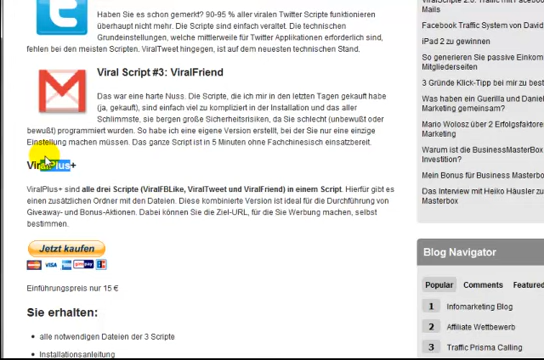 Haben Sie es schon gemerkt? 90-95 % aller viralen Twitter Scripte funktionieren
überhaupt nicht mehr. Die Scripte sind einfach veraltet. Die technischen
Grundeinstellungen, welche mittlerweile für Twitter Applikationen erforderlich sind,
fehlen bei den meisten Scripten. ViralTweet hingegen, ist auf dem neuesten technischen Stand.
Viral Script #3: ViralFriend
Das war eine harte Nuss. Die Scripte, die ich mir in den letzten Tagen gekauft habe
(ja, gekauft), sind einfach viel zu kompliziert in der Installation und das aller
Schlimmste, sie bergen große Sicherheitsrisiken, da Sie schlecht (unbewußt oder
bewußt) programmiert wurden. So habe ich eine eigene Version erstellt, bei der Sie nur eine einzige
Einstellung machen müssen. Das ganze Script ist in 5 Minuten ohne Fachchinesisch einsatzbereit.
ViralPlus+
ViralPlus+ sind alle drei Scripte (ViralFBLike, ViralTweet und ViralFriend) in einem Script. Hierfür gibt es
einen zusätzlichen Ordner mit den Dateien. Diese kombinierte Version ist ideal für die Durchführung von
Giveaway- und Bonus-Aktionen. Dabei können Sie die Ziel-URL, für die Sie Werbung machen, selbst
bestimmen.
Jetzt kaufen
VISA
Einführungspreis nur 15 €
Sie erhalten:
alle notwendigen Dateien der 3 Scripte
Installationsanleitung
Mails
Facebook Traffic System von David
iPad 2 zu gewinnen
So generieren Sie passive Einkom
Mitgliederseiten
3 Gründe Klick-Tipp bei mir zu best
Was haben ein Guerilla und Daniel
Marketing gemeinsam?
Mario Wolosz über 2 Erfolgsfaktore
Marketing
Warum ist die BusinessMasterBox
Investition?
Mein Bonus für Business Masterbo
Das Interview mit Heiko Häusler zu
Masterbox
Blog Navigator
Popular Comments Featured
1 Infomarketing Blog
2 Affiliate Wettbewerb
3 Traffic Prisma Calling